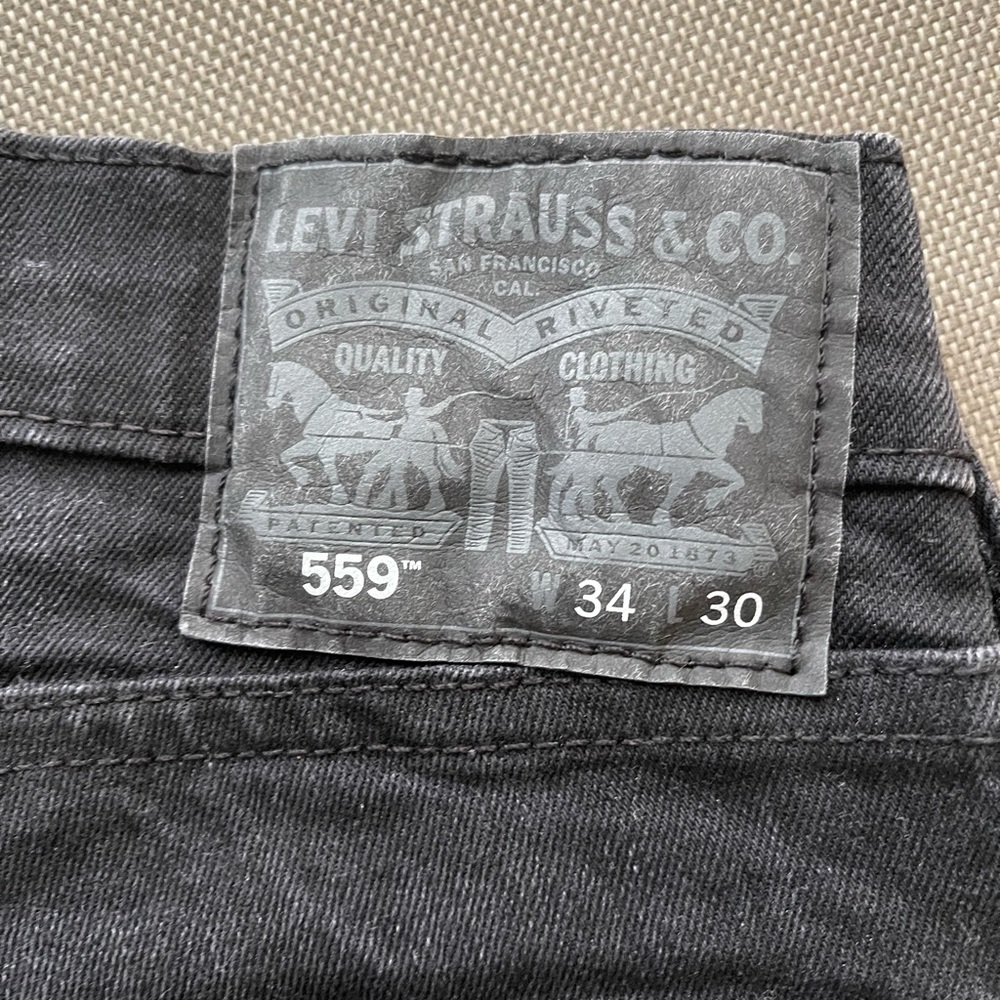 LEVI STRAUSS & CO.
SAN FRANCISCO
CAL.
ORIGINAL RIVETED
QUALITY CLOTHING
PATENTED MAY 20 1873
559™ W 34 L 30